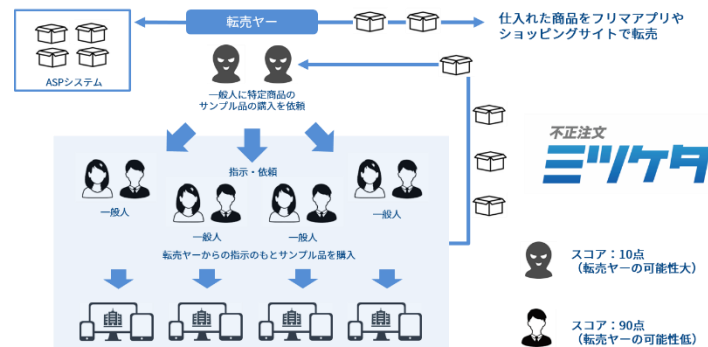 転売ヤー
仕入れた商品をフリマアプリや
ショッピングサイトで転売
ASPシステム
一般人に特定商品の
サンプル品の購入を依頼
指示・依頼
一般人
一般人
一般人
一般人
転売ヤーからの指示のもとサンプル品を購入
不正注文
ミツケタ
スコア：10点
（転売ヤーの可能性大）
スコア：90点
（転売ヤーの可能性低）